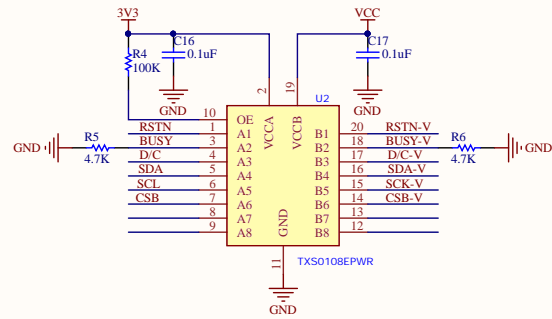 3V3
VCC
C16
0.1uF
C17
0.1uF
R4
100K
GND
GND
2
19
U2
10
OE
VCCA
VCCB
RSTN
1
A1
B1
20
RSTN-V
GND
R5
4.7K
BUSY
3
A2
B2
18
BUSY-V
R6
4.7K
GND
D/C
4
A3
B3
17
D/C-V
SDA
5
A4
B4
16
SDA-V
SCL
6
A5
B5
15
SCK-V
CSB
7
A6
B6
14
CSB-V
8
A7
B7
13
9
A8
B8
12
GND
11
TXS0108EPWR
GND